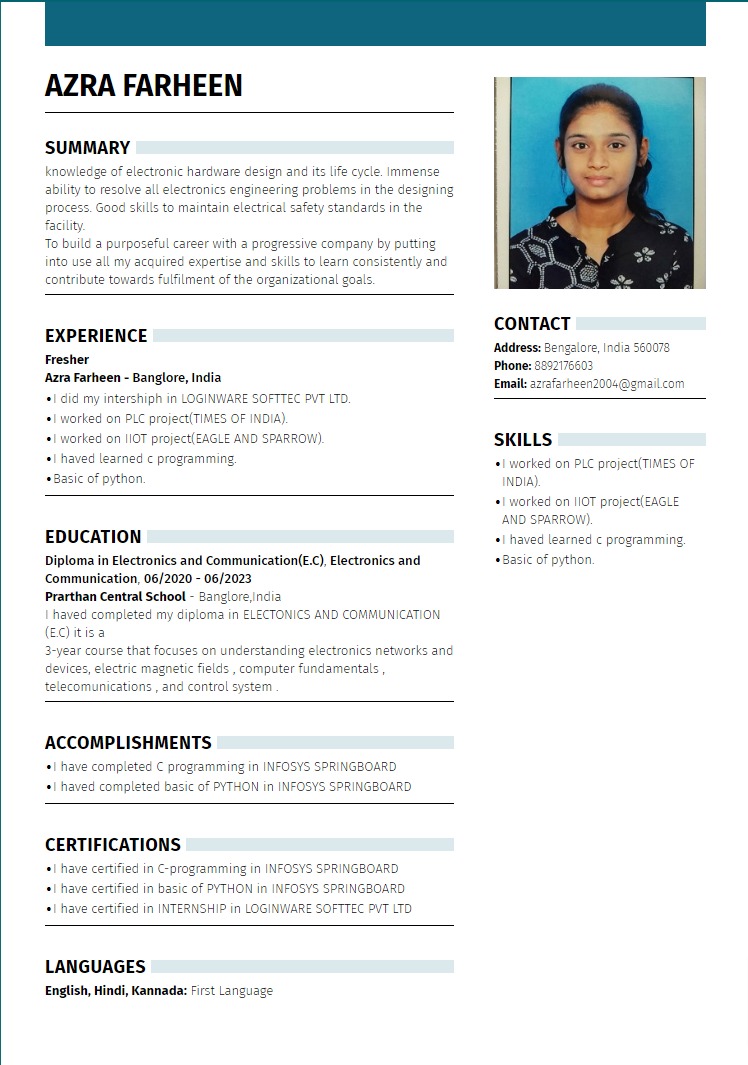 AZRA FARHEEN
SUMMARY
knowledge of electronic hardware design and its life cycle. Immense
ability to resolve all electronics engineering problems in the designing
process. Good skills to maintain electrical safety standards in the
facility.
To build a purposeful career with a progressive company by putting
into use all my acquired expertise and skills to learn consistently and
contribute towards fulfilment of the organizational goals.
EXPERIENCE
Fresher
Azra Farheen - Banglore, India
•I did my intershiph in LOGINWARE SOFTTEC PVT LTD.
•I worked on PLC project(TIMES OF INDIA).
•I worked on IIOT project(EAGLE AND SPARROW).
•I haved learned c programming.
•Basic of python.
EDUCATION
Diploma in Electronics and Communication(E.C), Electronics and
Communication, 06/2020 - 06/2023
Prarthan Central School - Banglore,India
I haved completed my diploma in ELECTONICS AND COMMUNICATION
(E.C) it is a
3-year course that focuses on understanding electronics networks and
devices, electric magnetic fields , computer fundamentals ,
telecomunications , and control system .
ACCOMPLISHMENTS
•I have completed C programming in INFOSYS SPRINGBOARD
•I haved completed basic of PYTHON in INFOSYS SPRINGBOARD
CERTIFICATIONS
•I have certified in C-programming in INFOSYS SPRINGBOARD
•I have certified in basic of PYTHON in INFOSYS SPRINGBOARD
•I have certified in INTERNSHIP in LOGINWARE SOFTTEC PVT LTD
LANGUAGES
English, Hindi, Kannada: First Language
CONTACT
Address: Bengalore, India 560078
Phone: 8892176603
Email: azrafarheen2004@gmail.com
SKILLS
•I worked on PLC project(TIMES OF
INDIA).
•I worked on IIOT project(EAGLE
AND SPARROW).
•I haved learned c programming.
•Basic of python.